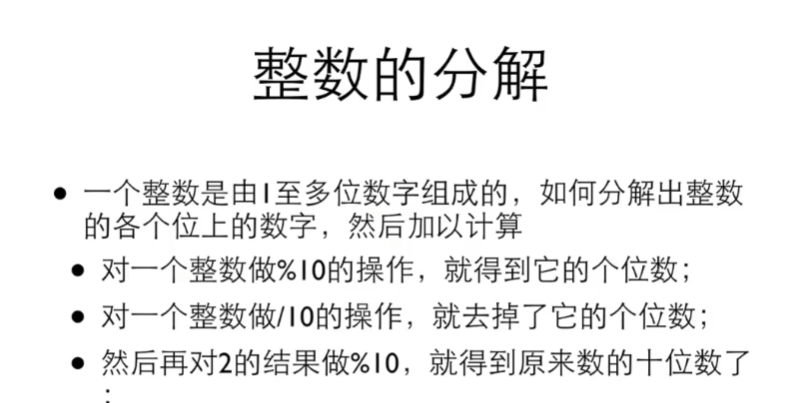 整数的分解
● 一个整数是由1至多位数字组成的，如何分解出整数
的各个位上的数字，然后加以计算
● 对一个整数做%10的操作，就得到它的个位数；
● 对一个整数做/10的操作，就去掉了它的个位数；
● 然后再对2的结果做%10，就得到原来数的十位数了
；